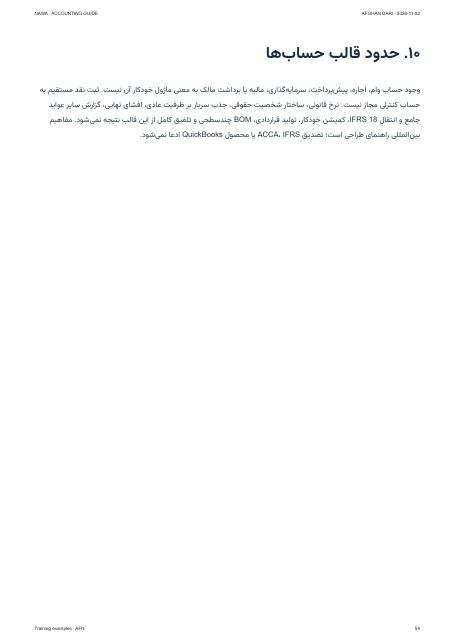 NAWA · ACCOUNTING GUIDE
AFGHAN DARI · 2026-11-02
۱۰. حدود قالب حساب‌ها
وجود حساب وام، اجاره، پیش‌پرداخت، سرمایه‌گذاری، مالیه یا برداشت مالک به معنی ماژول خودکار آن نیست. ثبت نقد مستقیم به
حساب کنترلی مجاز نیست. نرخ قانونی، ساختار شخصیت حقوقی، جذب سربار بر ظرفیت عادی، افشای نهایی، گزارش سایر عواید
جامع و انتقال IFRS 18، کمیشن خودکار، تولید قراردادی، BOM چندسطحی و تلفیق کامل از این قالب نتیجه نمی‌شود. مفاهیم
بین‌المللی راهنمای طراحی است؛ تصدیق ACCA، IFRS یا محصول QuickBooks ادعا نمی‌شود.
Training examples · AFN
59